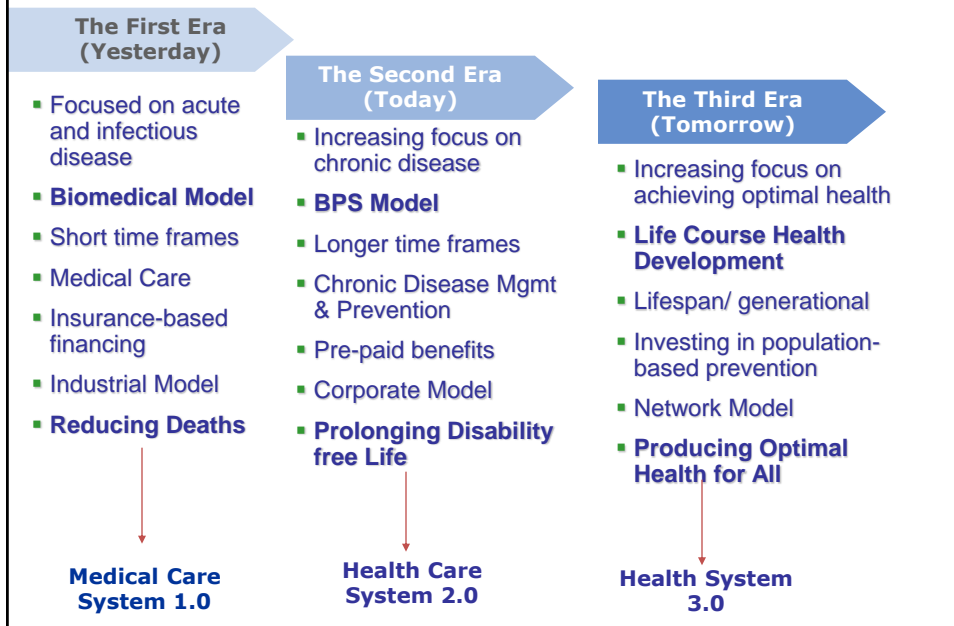 The First Era
(Yesterday)
▪ Focused on acute
and infectious
disease
▪ Biomedical Model
▪ Short time frames
▪ Medical Care
▪ Insurance-based
financing
▪ Industrial Model
▪ Reducing Deaths
Medical Care
System 1.0
The Second Era
(Today)
▪ Increasing focus on
chronic disease
▪ BPS Model
▪ Longer time frames
▪ Chronic Disease Mgmt
& Prevention
▪ Pre-paid benefits
▪ Corporate Model
▪ Prolonging Disability
free Life
Health Care
System 2.0
The Third Era
(Tomorrow)
▪ Increasing focus on
achieving optimal health
▪ Life Course Health
Development
▪ Lifespan/ generational
▪ Investing in population-
based prevention
▪ Network Model
▪ Producing Optimal
Health for All
Health System
3.0